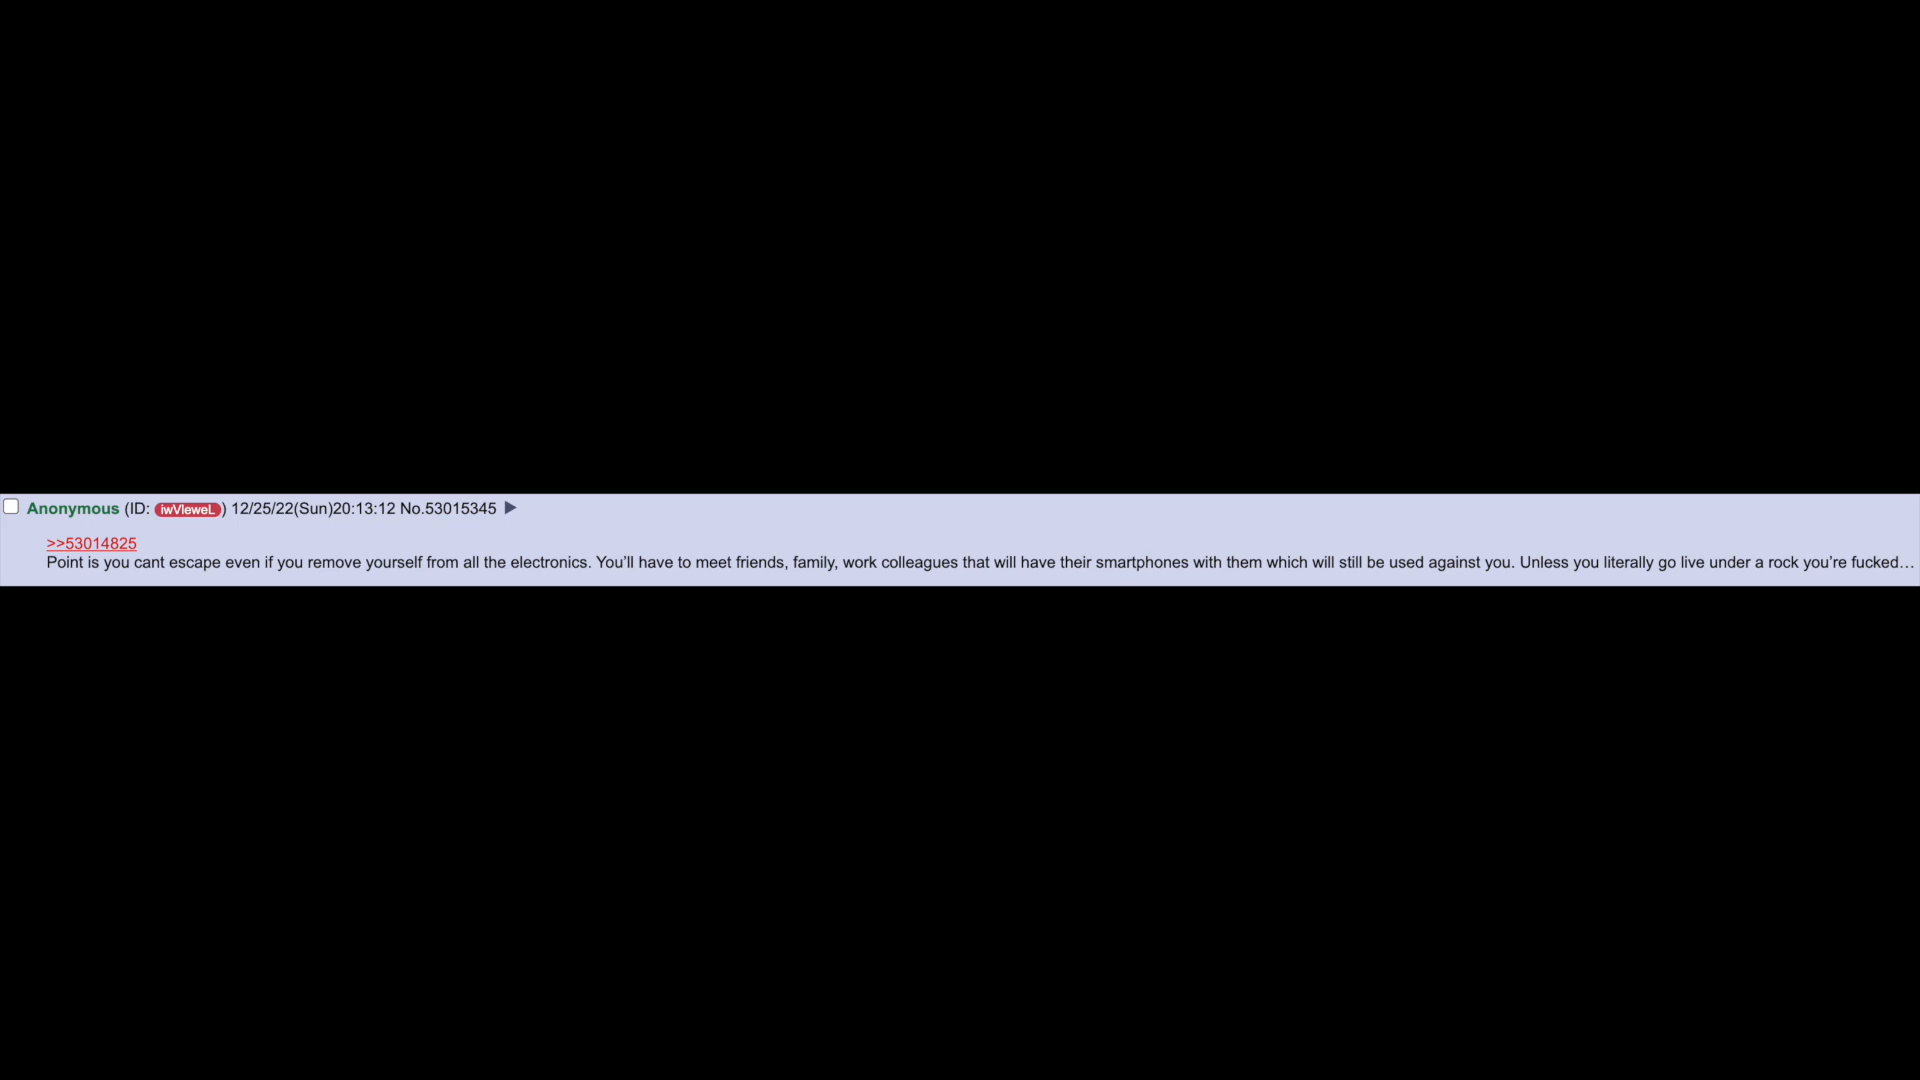 Anonymous (ID: iwVIeweL) 12/25/22(Sun)20:13:12 No.53015345 ▶
>>53014825
Point is you cant escape even if you remove yourself from all the electronics. You’ll have to meet friends, family, work colleagues that will have their smartphones with them which will still be used against you. Unless you literally go live under a rock you’re fucked…